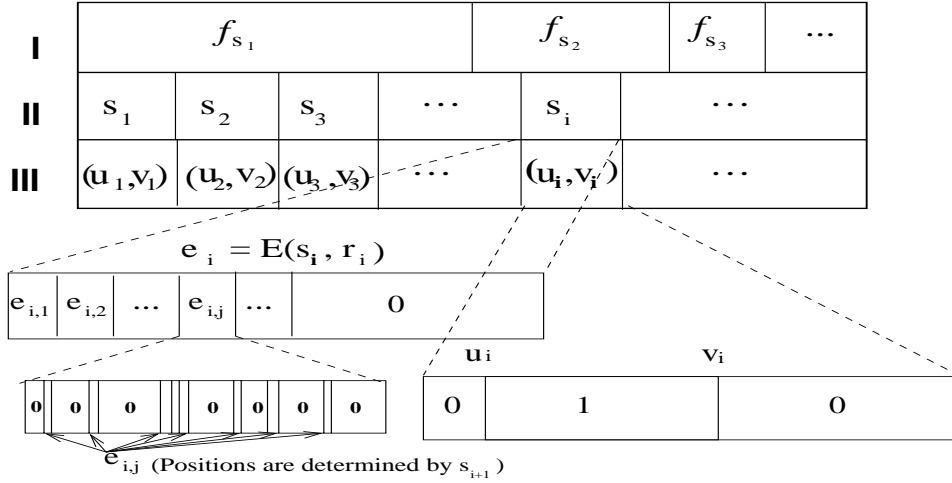 I f_{s_1} f_{s_2} f_{s_3} ...
II s_1 s_2 s_3 ... s_i ...
III (u_1,v_1) (u_2,v_2) (u_3,v_3) ... (u_i,v_i) ...
e_i = E(s_i, r_i)
e_{i,1} e_{i,2} ... e_{i,j} ... 0
u_i v_i
0 1 0
0 0 0 0 0 0 0
e_{i,j} (Positions are determined by s_{i+1})